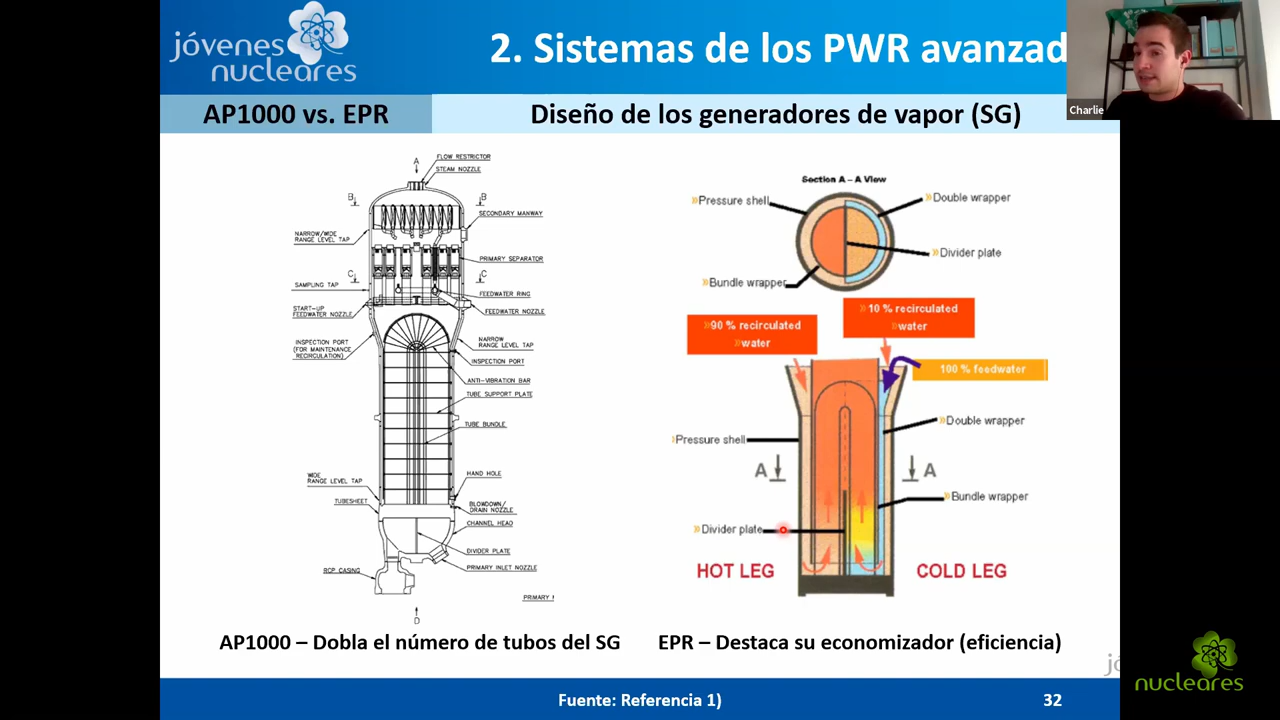 jóvenes
nucleares
2. Sistemas de los PWR avanzad
Charlie
AP1000 vs. EPR
Diseño de los generadores de vapor (SG)
A
FLOW RESTRICTOR
STEAM NOZZLE
B
B
SECONDARY MANWAY
NARROW/WIDE
RANGE LEVEL TAP
PRIMARY SEPARATOR
C
C
SAMPLING TAP
FEEDWATER RING
START-UP
FEEDWATER NOZZLE
FEEDWATER NOZZLE
INSPECTION PORT
(FOR MAINTENANCE
RECIRCULATION)
NARROW
RANGE LEVEL TAP
INSPECTION PORT
ANTI-VIBRATION BAR
TUBE SUPPORT PLATE
TUBE BUNDLE
WIDE
RANGE LEVEL TAP
HAND HOLE
TUBESHEET
BLOWDOWN/
DRAIN NOZZLE
CHANNEL HEAD
DIVIDER PLATE
PRIMARY INLET NOZZLE
RCP CASING
PRIMARY
D
Section A – A View
»Pressure shell
»Double wrapper
»Divider plate
»Bundle wrapper
»90 % recirculated
»water
»10 % recirculated
»water
100 % feedwater
»Double wrapper
»Pressure shell
A
A
»Bundle wrapper
»Divider plate
HOT LEG
COLD LEG
AP1000 – Dobla el número de tubos del SG
EPR – Destaca su economizador (eficiencia)
Fuente: Referencia 1)
32
nucleares